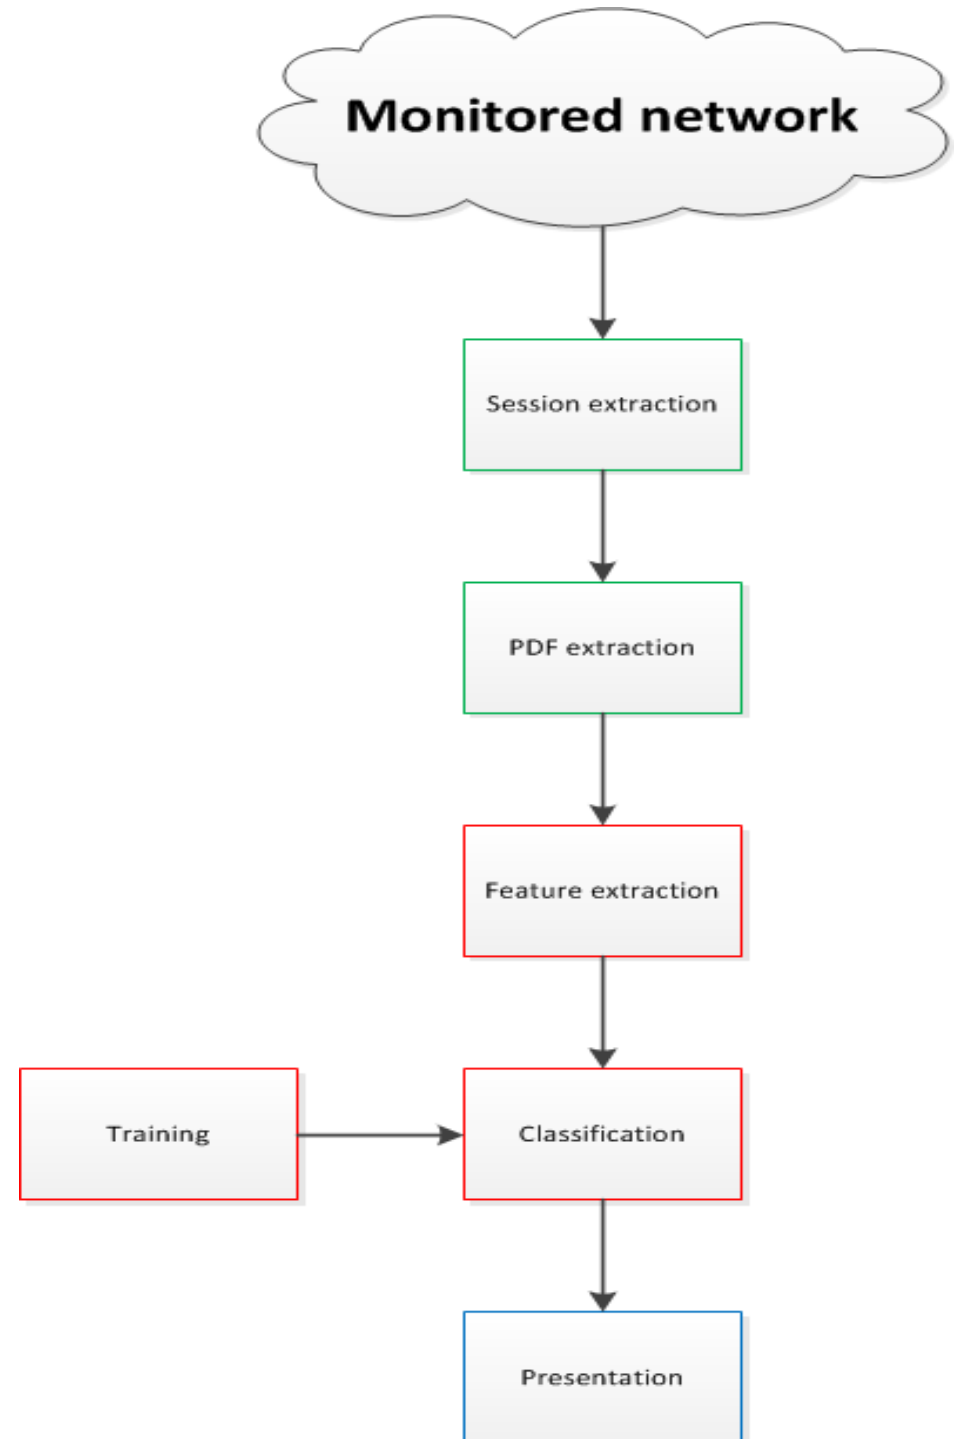 Monitored network
Session extraction
PDF extraction
Feature extraction
Training
Classification
Presentation